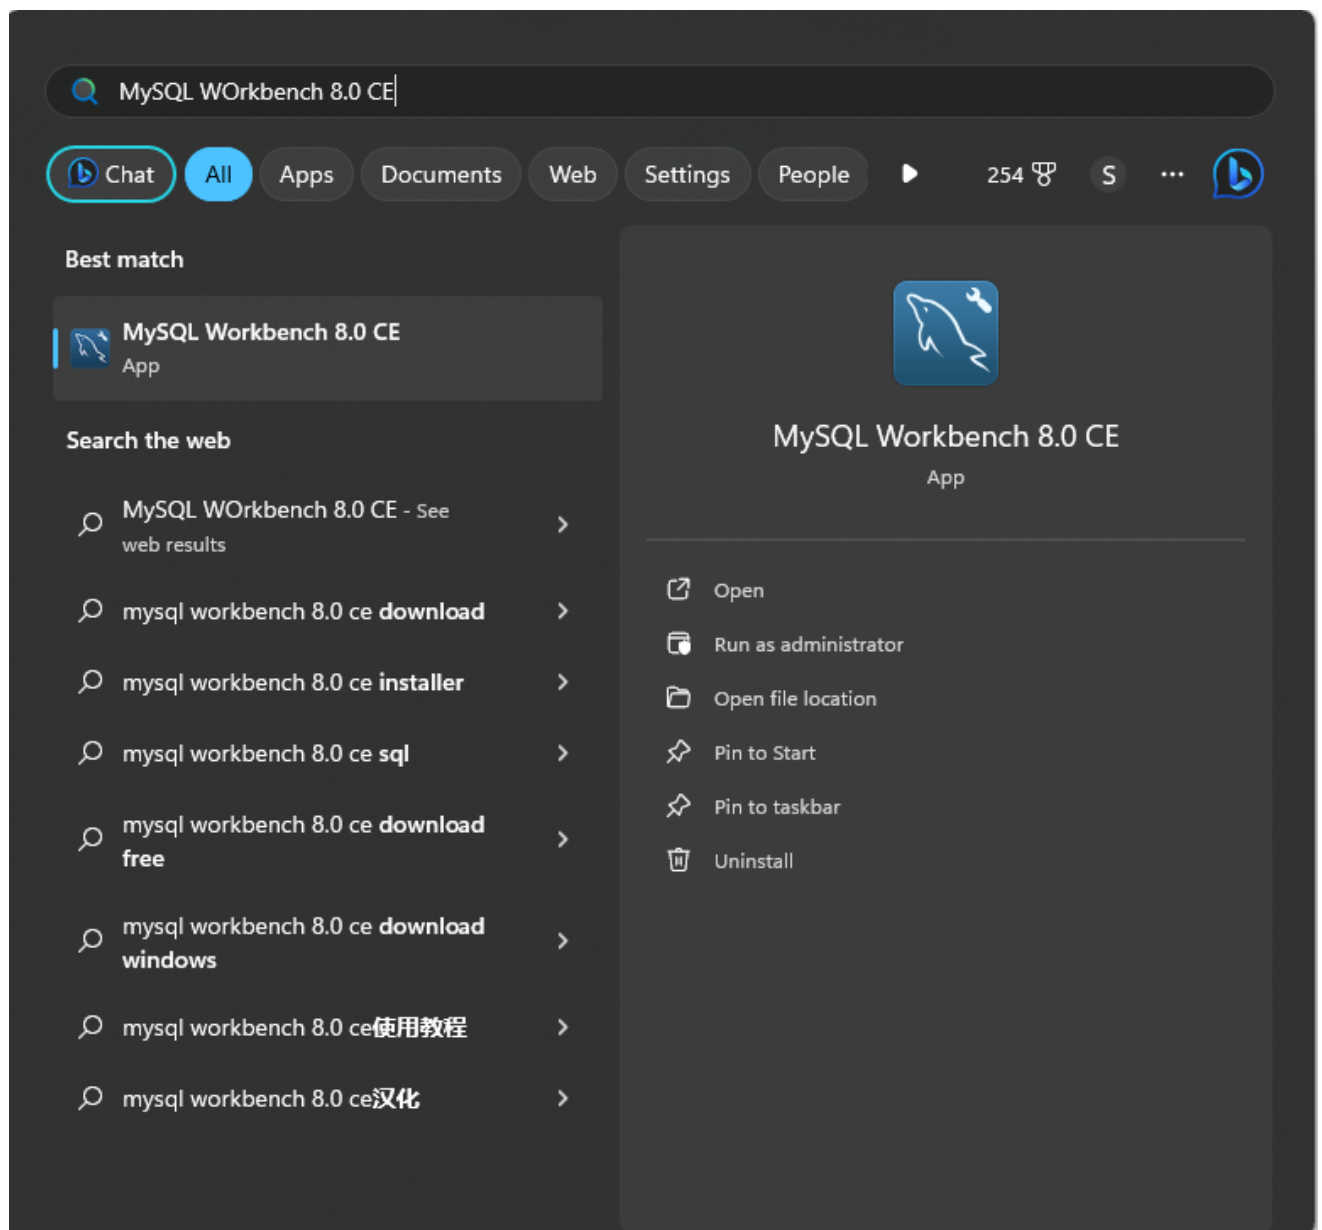 MySQL WOrkbench 8.0 CE
Chat All Apps Documents Web Settings People 254 S
Best match
MySQL Workbench 8.0 CE
App
Search the web
MySQL WOrkbench 8.0 CE - See
web results
mysql workbench 8.0 ce download
mysql workbench 8.0 ce installer
mysql workbench 8.0 ce sql
mysql workbench 8.0 ce download
free
mysql workbench 8.0 ce download
windows
mysql workbench 8.0 ce使用教程
mysql workbench 8.0 ce汉化
MySQL Workbench 8.0 CE
App
Open
Run as administrator
Open file location
Pin to Start
Pin to taskbar
Uninstall